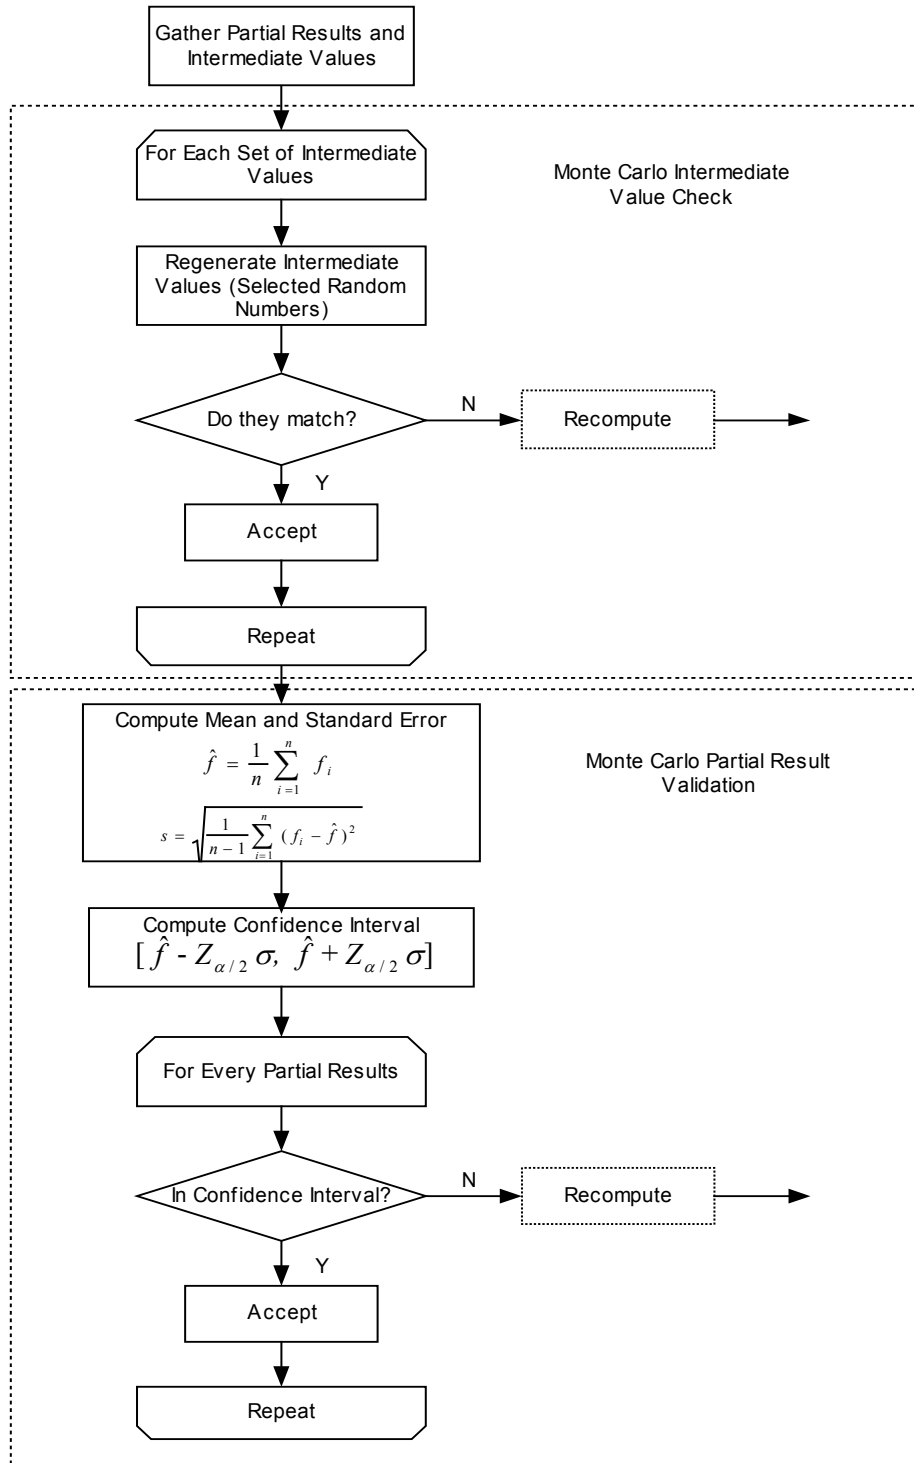 Gather Partial Results and
Intermediate Values
For Each Set of Intermediate
Values
Monte Carlo Intermediate
Value Check
Regenerate Intermediate
Values (Selected Random
Numbers)
Do they match?
N
Recompute
Y
Accept
Repeat
Compute Mean and Standard Error
f̂ = 1/n ∑_{i=1}^{n} f_i
s = √(1/(n − 1) ∑_{i=1}^{n} (f_i − f̂)²)
Monte Carlo Partial Result
Validation
Compute Confidence Interval
[f̂ - Z_{α/2} σ, f̂ + Z_{α/2} σ]
For Every Partial Results
In Confidence Interval?
N
Recompute
Y
Accept
Repeat